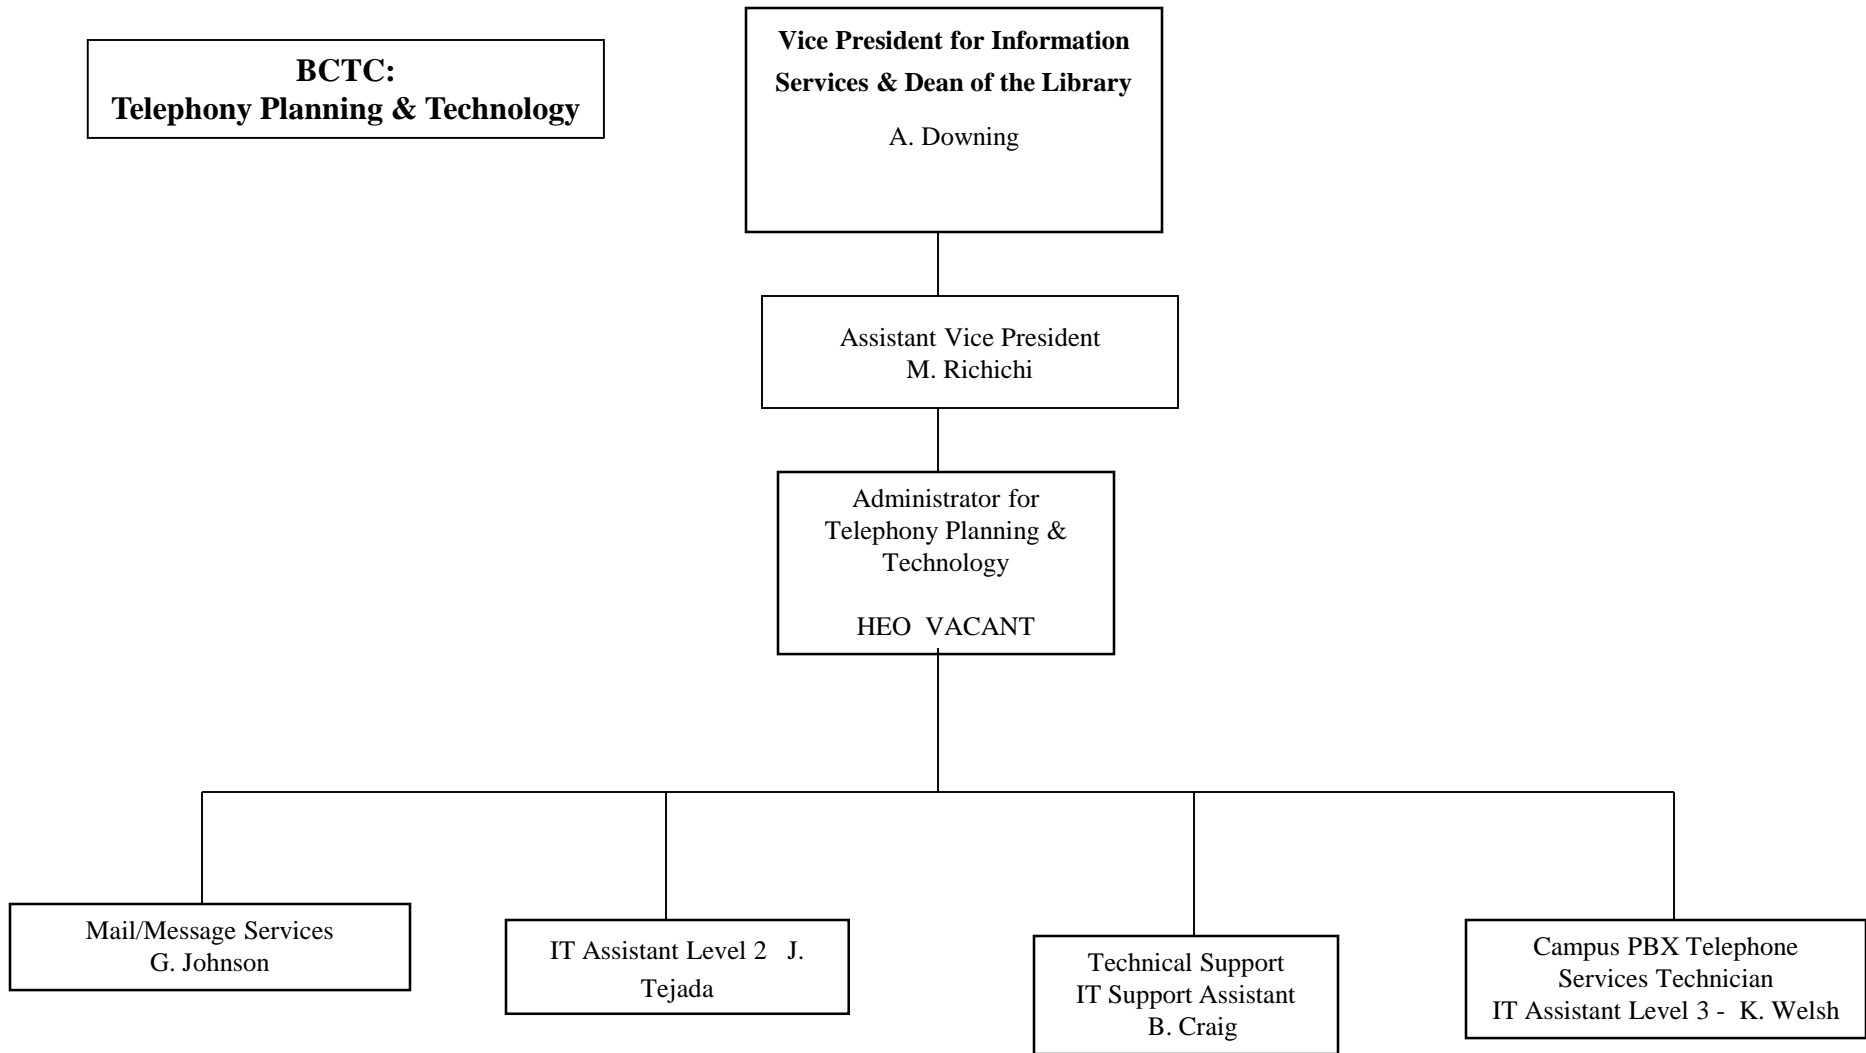 BCTC:
Telephony Planning & Technology
Vice President for Information
Services & Dean of the Library
A. Downing
Assistant Vice President
M. Richichi
Administrator for
Telephony Planning &
Technology
HEO  VACANT
Mail/Message Services
G. Johnson
IT Assistant Level 2   J.
Tejada
Technical Support
IT Support Assistant
B. Craig
Campus PBX Telephone
Services Technician
IT Assistant Level 3 -  K. Welsh